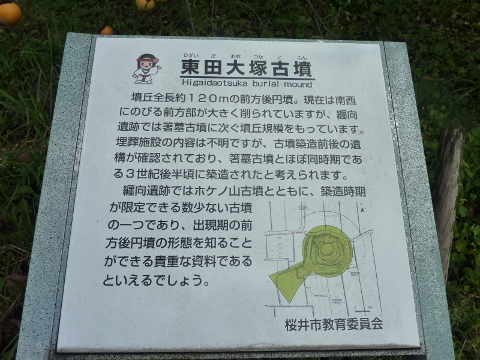 ひがいだおおつかこふん
東田大塚古墳
Higaidaotsuka burial mound
墳丘全長約120mの前方後円墳。現在は南西
にのびる前方部が大きく削られていますが、纒向
遺跡では箸墓古墳に次ぐ墳丘規模をもっています。
埋葬施設の内容は不明ですが、古墳築造前後の遺
構が確認されており、箸墓古墳とほぼ同時期であ
る3世紀後半頃に築造されたと考えられます。
纒向遺跡ではホケノ山古墳とともに、築造時期
が限定できる数少ない古墳
の一つであり、出現期の前
方後円墳の形態を知ること
ができる貴重な資料である
といえるでしょう。
桜井市教育委員会